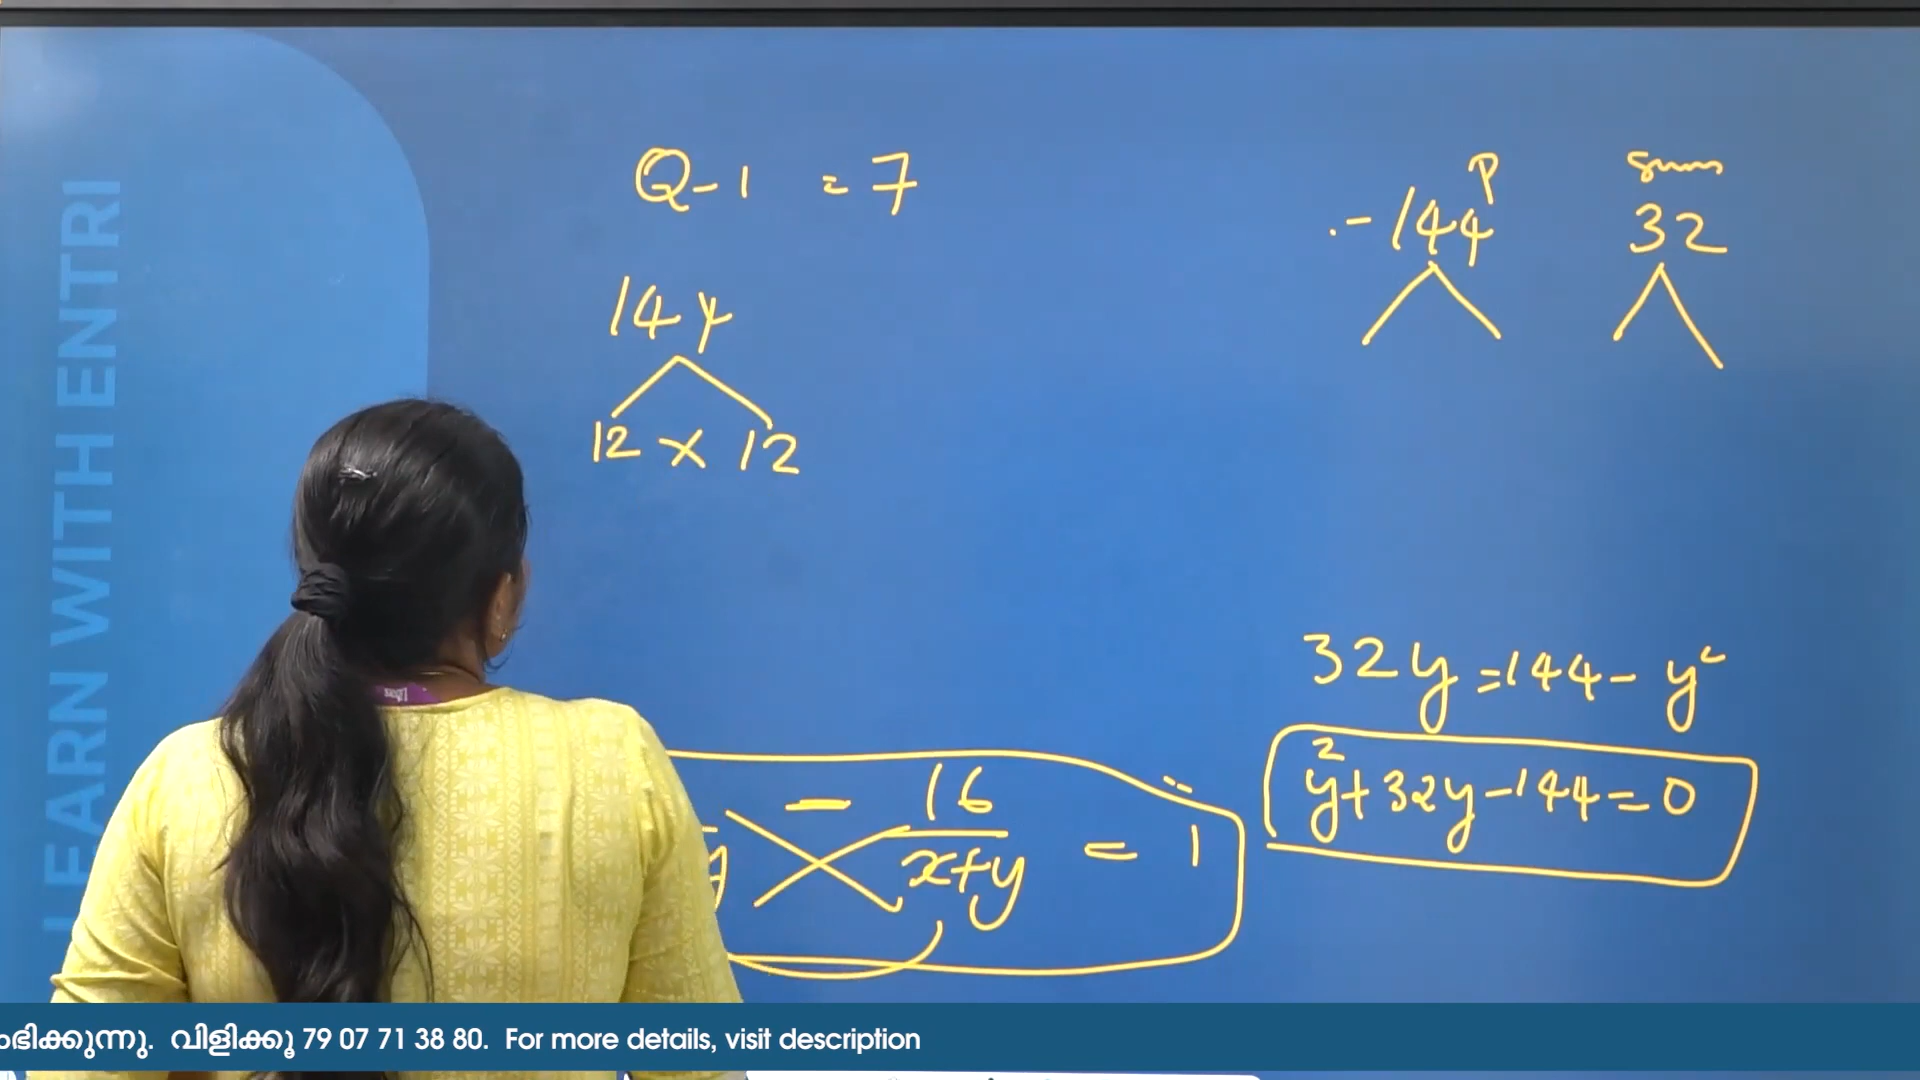 LEARN WITH ENTRI
Q-1 = 7
144
12 × 12
P
-144
sum
32
32y = 144 - y²
y² + 32y - 144 = 0
- 16/x+y = 1
ംഭിക്കുന്നു. വിളിക്കൂ 79 07 71 38 80. For more details, visit description